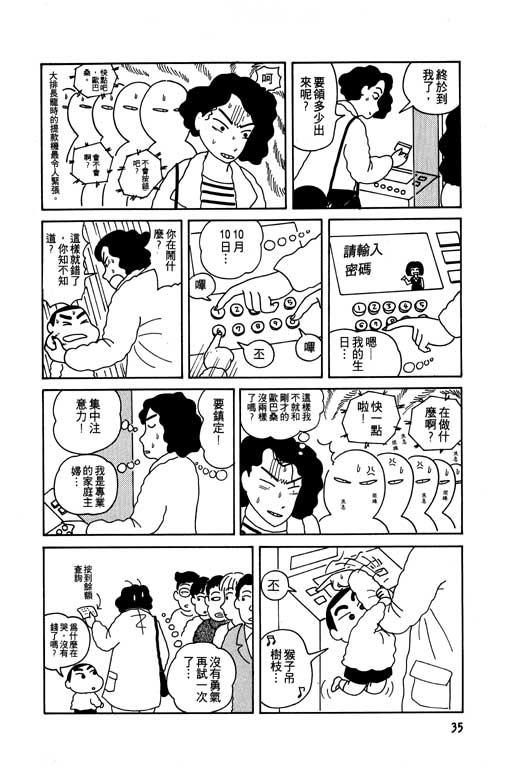 終於到
我了，
要領多少出
來呢？
呵
快點吧
，歐巴
桑。
不會按錯
吧？
會不會
啊？
大排長龍時的提款機最令人緊張。
請輸入
密碼
嗯─
我的生
日…
10月
10日…
嗶
嗶
丕
你在鬧什
麼？
這樣就錯了
，你知不知
道？
在做什
麼啊？
快一點
啦！
這樣我
不就和
剛才的
歐巴桑
沒兩樣
了嗎？
焦急
要鎮定！
集中注
意力！
我是專業
的家庭主
婦…
丕
猴子吊
樹枝…
沒有勇氣
再試一次
了…
按到餘額
查詢
為什麼在
哭，沒有
錢了嗎？
35